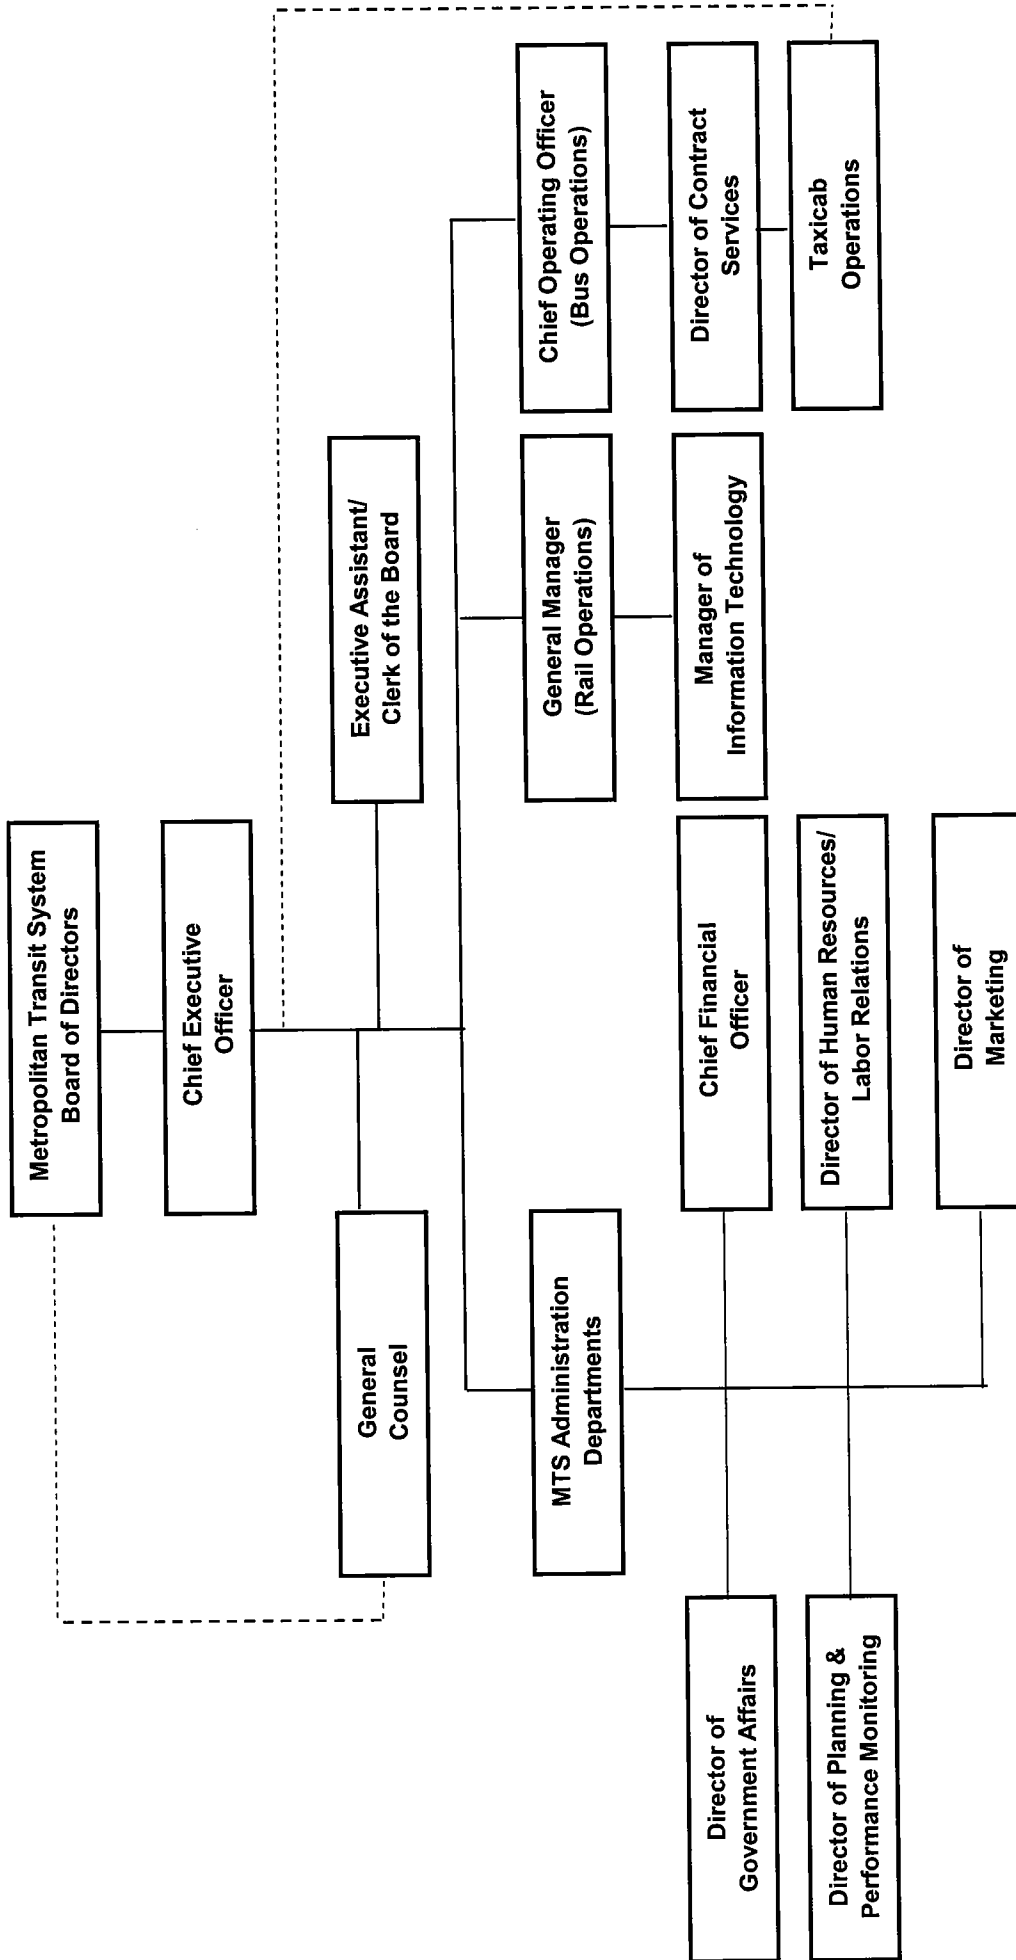 Metropolitan Transit System
Board of Directors
Chief Executive
Officer
General
Counsel
Executive Assistant/
Clerk of the Board
MTS Administration
Departments
General Manager
(Rail Operations)
Chief Operating Officer
(Bus Operations)
Director of
Government Affairs
Chief Financial
Officer
Manager of
Information Technology
Director of Contract
Services
Director of Planning &
Performance Monitoring
Director of Human Resources/
Labor Relations
Taxicab
Operations
Director of
Marketing